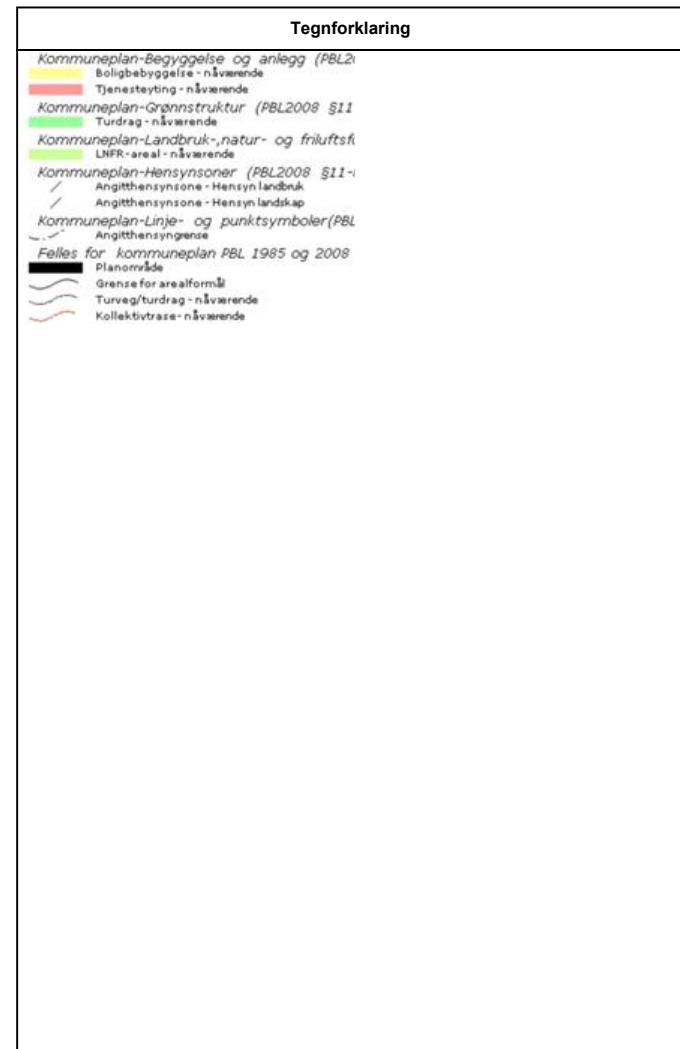 Tegnforklaring
Kommuneplan-Begyggelse og anlegg (PBL2
Boligbebyggelse - nåværende
Tjenesteyting - nåværende
Kommuneplan-Grønnstruktur (PBL2008 §11
Turdrag - nåværende
Kommuneplan-Landbruk-,natur- og friluftsf
LNFR-areal - nåværende
Kommuneplan-Hensynsoner (PBL2008 §11-
Angitthensynsone - Hensyn landbruk
Angitthensynsone - Hensyn landskap
Kommuneplan-Linje- og punktsymboler(PBL
Angitthensyngrense
Felles for kommuneplan PBL 1985 og 2008
Planområde
Grense for arealformål
Turveg/turdrag - nåværende
Kollektivtrase - nåværende